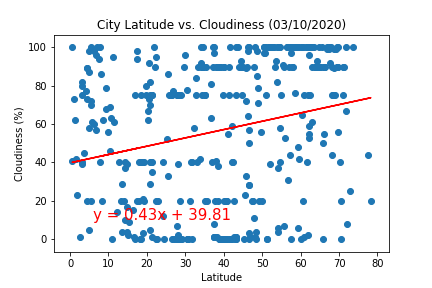 City Latitude vs. Cloudiness (03/10/2020)
Cloudiness (%)
100
80
60
40
20
0
y = 0.43x + 39.81
0 10 20 30 40 50 60 70 80
Latitude